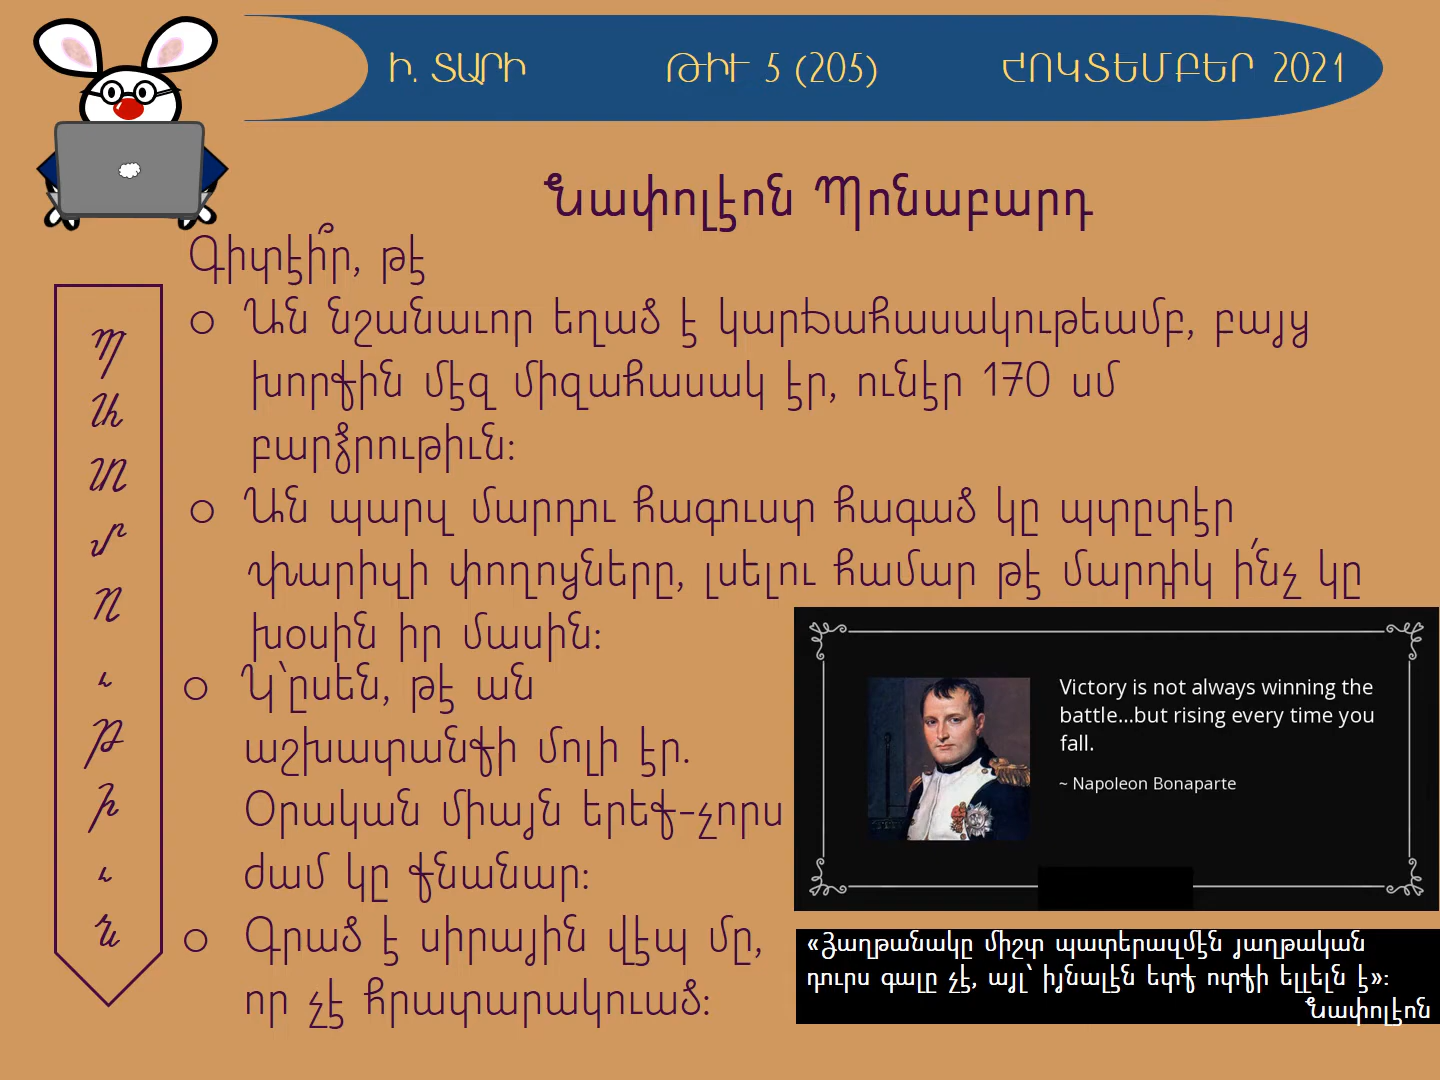 Ի. ՏԱՐԻ ԹԻՒ 5 (205) ՀՈԿՏԵՄԲԵՐ 2021
Նափոլէոն Պոնաբարդ
Գիտէի՞ր, թէ
o Ան նշանաւոր եղած է կարճահասակութեամբ, բայց
խորքին մէջ միջահասակ էր, ունէր 170 սմ
բարձրութիւն:
o Ան պարզ մարդու հագուստ հագած կը պտըտէր
փարիզի փողոցները, լսելու համար թէ մարդիկ ի՛նչ կը
խօսին իր մասին:
o Կ՝ըսեն, թէ ան
աշխատանքի մոլի էր.
Օրական միայն երեք-չորս
ժամ կը քնանար:
o Գրած է սիրային վէպ մը,
որ չէ հրատարակուած:
Պ
Ա
Տ
Մ
Ո
ւ
Թ
ի
ւ
ն
Victory is not always winning the
battle...but rising every time you
fall.
~ Napoleon Bonaparte
«Յաղթանակը միշտ պատերազմէն յաղթական
դուրս գալը չէ, այլ՝ իյնալէն ետք ոտքի ելլելն է»:
Նափոլէոն